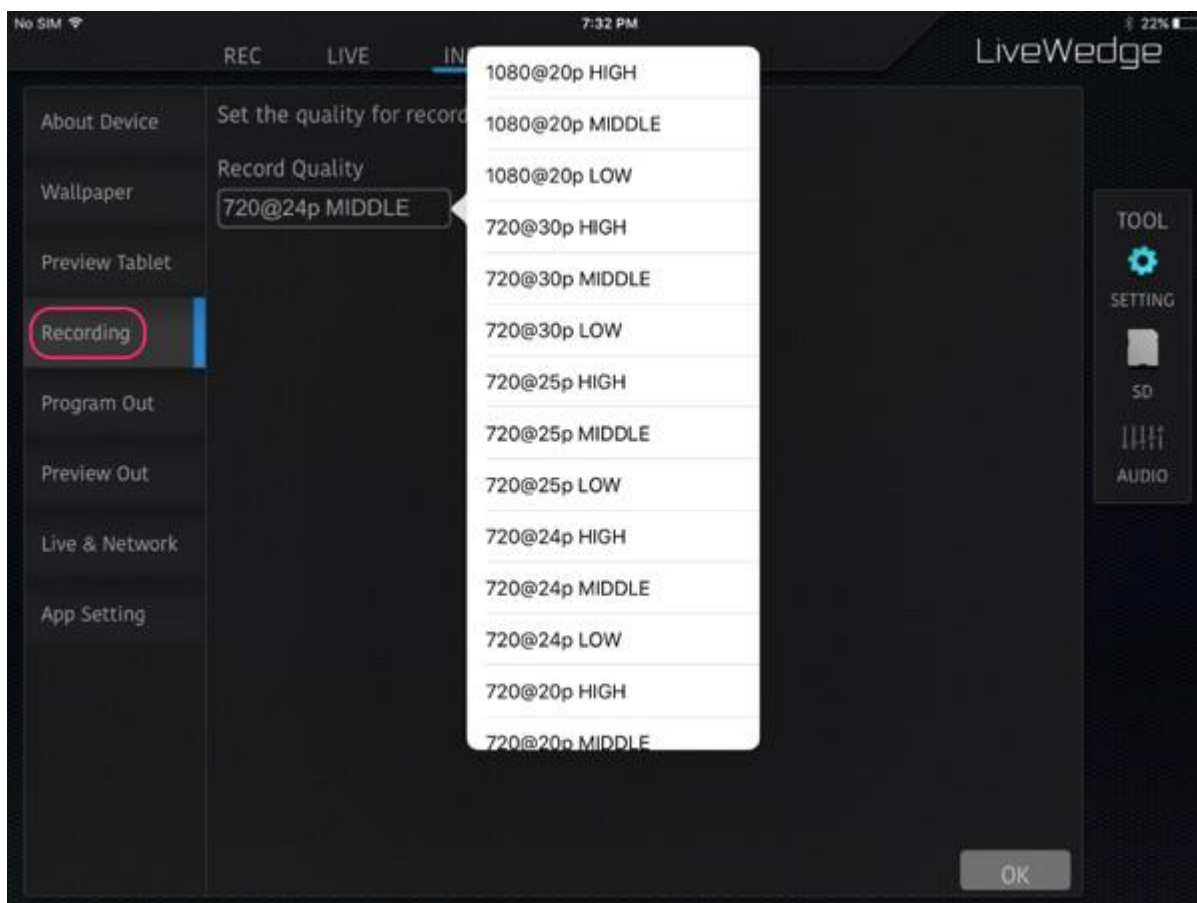 No SIM 7:32 PM 22%
REC LIVE IN LiveWedge
About Device
Wallpaper
Preview Tablet
Recording
Program Out
Preview Out
Live & Network
App Setting
Set the quality for record
Record Quality
720@24p MIDDLE
1080@20p HIGH
1080@20p MIDDLE
1080@20p LOW
720@30p HIGH
720@30p MIDDLE
720@30p LOW
720@25p HIGH
720@25p MIDDLE
720@25p LOW
720@24p HIGH
720@24p MIDDLE
720@24p LOW
720@20p HIGH
720@20p MIDDLE
TOOL
SETTING
SD
AUDIO
OK